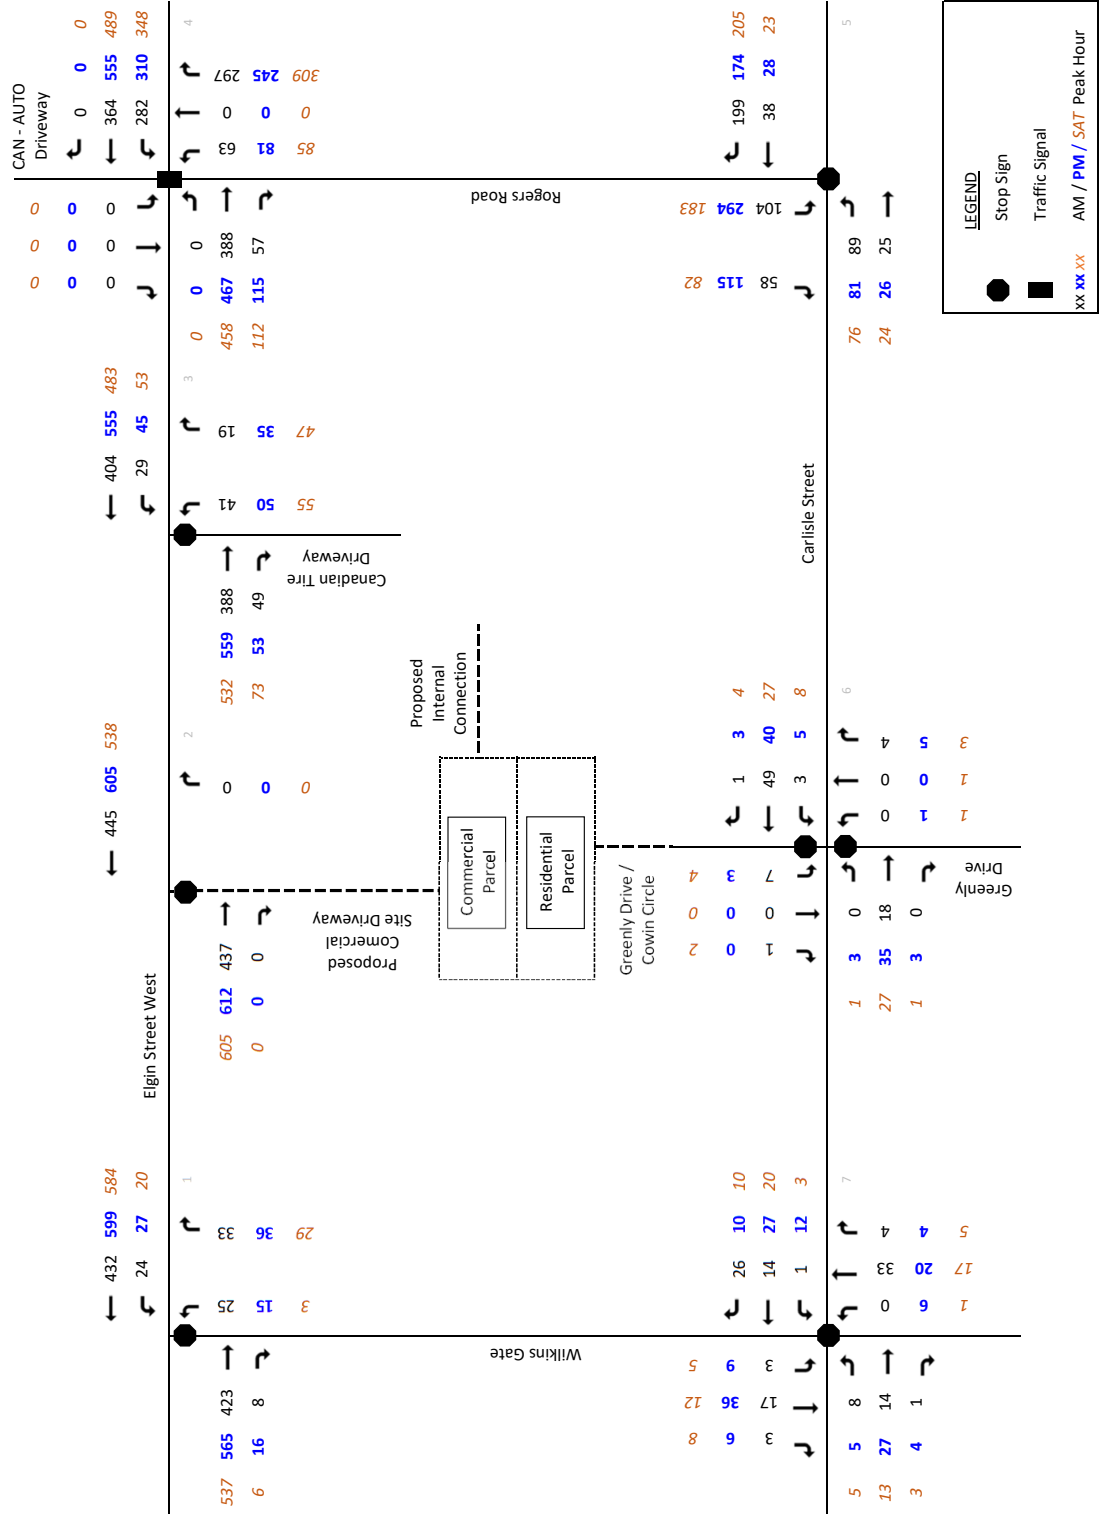 CAN - AUTO
Driveway
0 0 0
0 0 0
0 0 0
0 0 0
364 555 489
282 310 348
4
63 0 297
81 0 245
85 0 309
0 0 0
388 467 458
57 115 112
3
404 555 483
29 45 53
41 19
50 35
55 47
388 559 532
49 53 73
Canadian Tire
Driveway
2
445 605 538
0
0
0
437 612 605
0 0 0
Proposed
Comercial
Site Driveway
Elgin Street West
1
432 599 584
24 27 20
25 33
15 36
3 29
423 565 537
8 16 6
Proposed
Internal
Connection
Commercial
Parcel
Residential
Parcel
Greenly Drive /
Cowin Circle
Rogers Road
Wilkins Gate
Carlisle Street
5
199 174 205
38 28 23
104 294 183
58 115 82
89 81 76
25 26 24
6
1 3 4
49 40 27
3 5 8
7 3 4
0 0 0
1 0 2
0 3 1
18 35 27
0 3 1
0 0 4
1 0 5
1 1 3
Greenly
Drive
7
26 10 10
14 27 20
1 12 3
3 9 5
17 36 12
3 9 8
8 5 5
14 27 13
1 4 3
0 33 4
6 20 4
1 17 5
LEGEND
Stop Sign
Traffic Signal
xx xx xx AM / PM / SAT Peak Hour